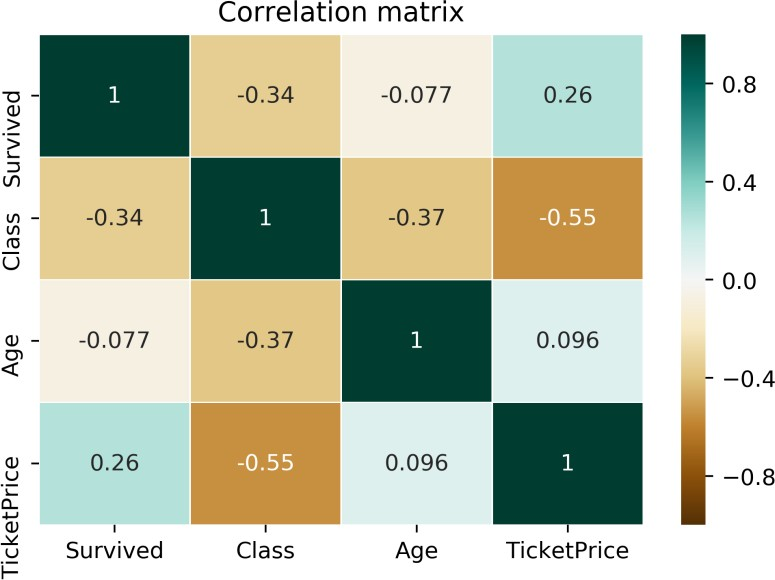 Correlation matrix
Survived 1 -0.34 -0.077 0.26
Class -0.34 1 -0.37 -0.55
Age -0.077 -0.37 1 0.096
TicketPrice 0.26 -0.55 0.096 1
Survived Class Age TicketPrice
0.8
0.4
0.0
−0.4
−0.8